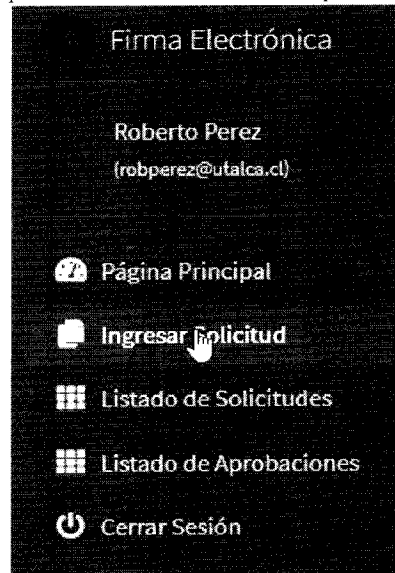 Firma Electrónica
Roberto Perez
(robperez@utalca.cl)
Página Principal
Ingresar Solicitud
Listado de Solicitudes
Listado de Aprobaciones
Cerrar Sesión